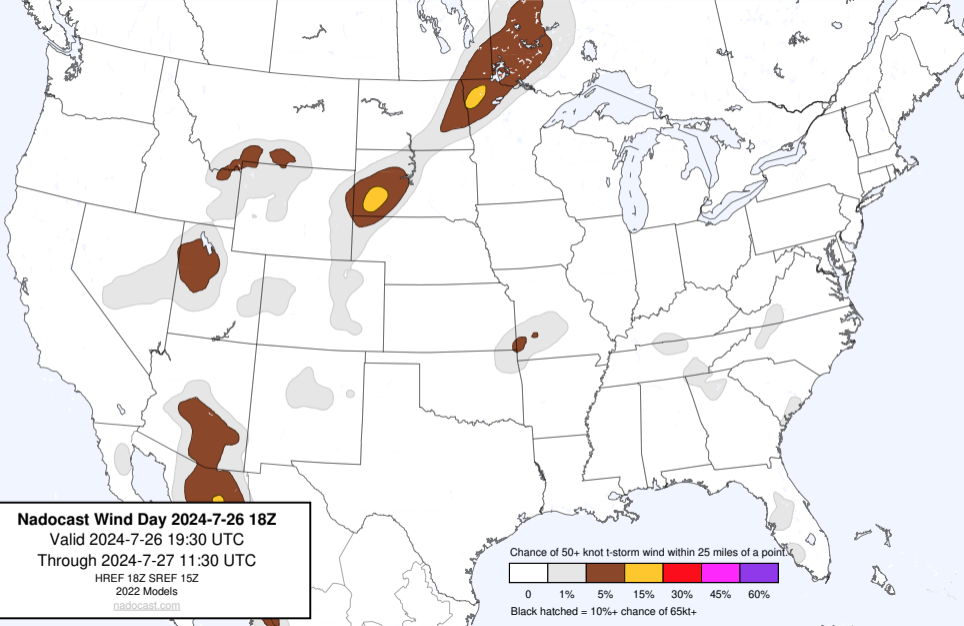 Nadocast Wind Day 2024-7-26 18Z
Valid 2024-7-26 19:30 UTC
Through 2024-7-27 11:30 UTC
HREF 18Z SREF 15Z
2022 Models
nadocast.com
Chance of 50+ knot t-storm wind within 25 miles of a point.
0 1% 5% 15% 30% 45% 60%
Black hatched = 10%+ chance of 65kt+